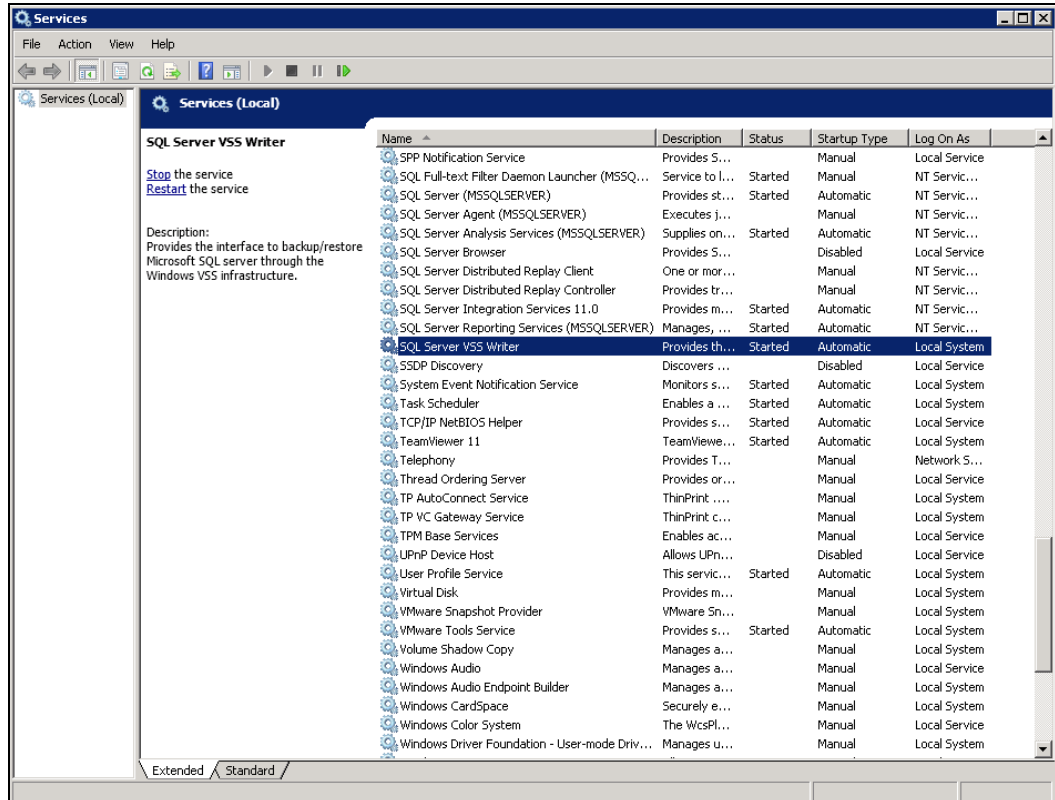 Services
File Action View Help
Services (Local)
Services (Local)
SQL Server VSS Writer
Stop the service
Restart the service
Description:
Provides the interface to backup/restore
Microsoft SQL server through the
Windows VSS infrastructure.
Name Description Status Startup Type Log On As
SPP Notification Service Provides S... Manual Local Service
SQL Full-text Filter Daemon Launcher (MSSQ... Service to l... Started Manual NT Servic...
SQL Server (MSSQLSERVER) Provides st... Started Automatic NT Servic...
SQL Server Agent (MSSQLSERVER) Executes j... Manual NT Servic...
SQL Server Analysis Services (MSSQLSERVER) Supplies on... Started Automatic NT Servic...
SQL Server Browser Provides S... Disabled Local Service
SQL Server Distributed Replay Client One or mor... Manual NT Servic...
SQL Server Distributed Replay Controller Provides tr... Manual NT Servic...
SQL Server Integration Services 11.0 Provides m... Started Automatic NT Servic...
SQL Server Reporting Services (MSSQLSERVER) Manages, ... Started Automatic NT Servic...
SQL Server VSS Writer Provides th... Started Automatic Local System
SSDP Discovery Discovers ... Disabled Local Service
System Event Notification Service Monitors s... Started Automatic Local System
Task Scheduler Enables a ... Started Automatic Local System
TCP/IP NetBIOS Helper Provides s... Started Automatic Local Service
TeamViewer 11 TeamViewe... Started Automatic Local System
Telephony Provides T... Manual Network S...
Thread Ordering Server Provides or... Manual Local Service
TP AutoConnect Service ThinPrint .... Manual Local System
TP VC Gateway Service ThinPrint c... Manual Local System
TPM Base Services Enables ac... Manual Local Service
UPnP Device Host Allows UPn... Disabled Local Service
User Profile Service This servic... Started Automatic Local System
Virtual Disk Provides m... Manual Local System
VMware Snapshot Provider VMware Sn... Manual Local System
VMware Tools Service Provides s... Started Automatic Local System
Volume Shadow Copy Manages a... Manual Local System
Windows Audio Manages a... Manual Local Service
Windows Audio Endpoint Builder Manages a... Manual Local System
Windows CardSpace Securely e... Manual Local System
Windows Color System The WcsPl... Manual Local Service
Windows Driver Foundation - User-mode Driv... Manages u... Manual Local System
Extended Standard